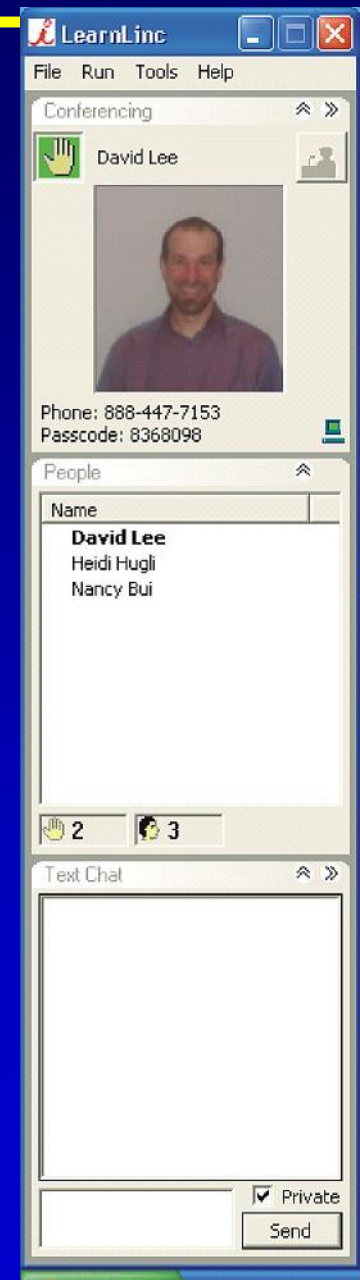 LearnLinc
File Run Tools Help
Conferencing
David Lee
Phone: 888-447-7153
Passcode: 8368098
People
Name
David Lee
Heidi Hugli
Nancy Bui
2 3
Text Chat
Private
Send